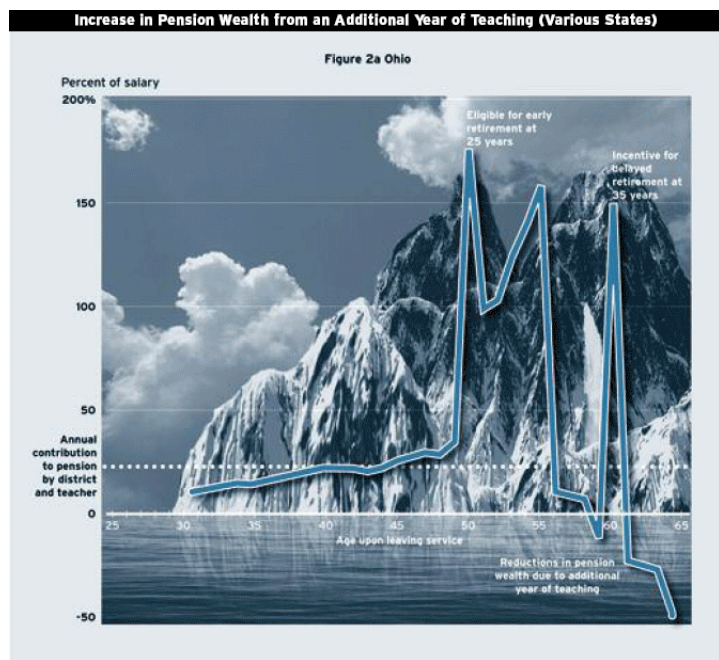 Increase in Pension Wealth from an Additional Year of Teaching (Various States)
Figure 2a Ohio
Percent of salary
200%
Eligible for early
retirement at
25 years
Incentive for
delayed
retirement at
35 years
150
100
50
Annual
contribution
to pension
by district
and teacher
0
25 30 35 40 45 50 55 60 65
Age upon leaving service
Reductions in pension
wealth due to additional
year of teaching
-50